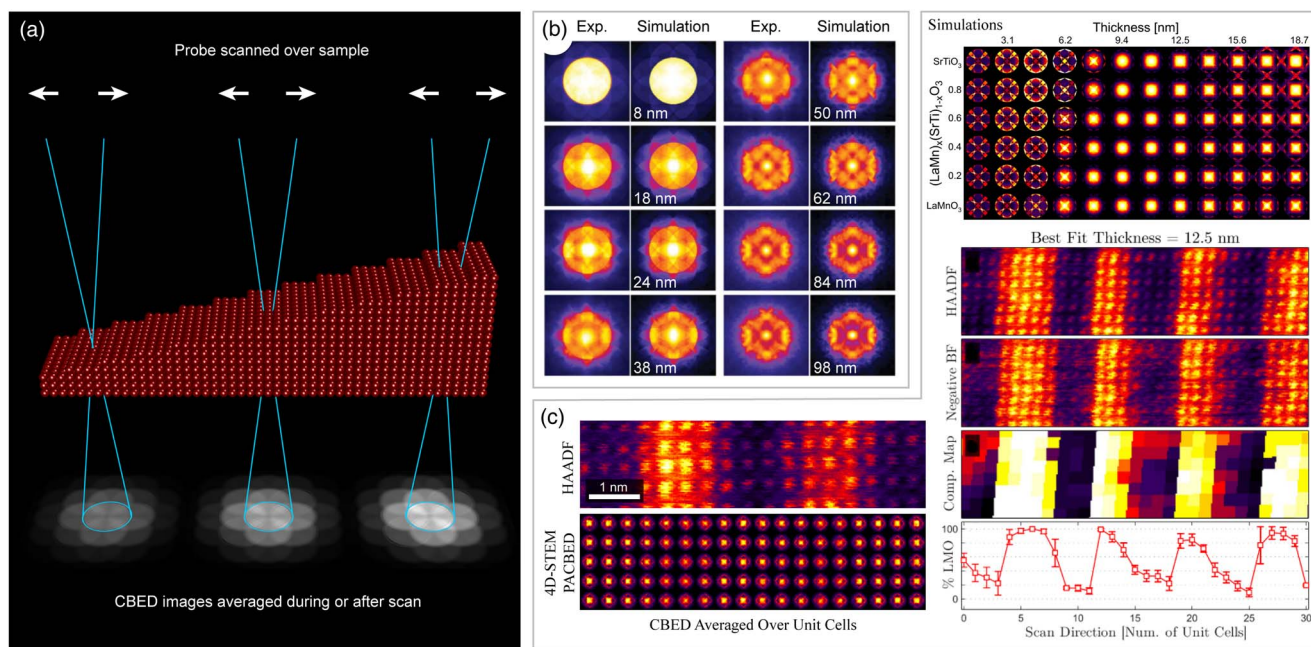 (a)
Probe scanned over sample
CBED images averaged during or after scan
(b)
Exp. Simulation Exp. Simulation
8 nm 50 nm
18 nm 62 nm
24 nm 84 nm
38 nm 98 nm
(c)
HAADF
1 nm
4D-STEM
PACBED
CBED Averaged Over Unit Cells
Simulations Thickness [nm]
3.1 6.2 9.4 12.5 15.6 18.7
(LaMn)ₓ(SrTi)₁₋ₓO₃
SrTiO₃
0.8
0.6
0.4
0.2
LaMnO₃
Best Fit Thickness = 12.5 nm
HAADF
Negative BF
Comp. Map
% LMO
100
50
0
0 5 10 15 20 25 30
Scan Direction [Num. of Unit Cells]